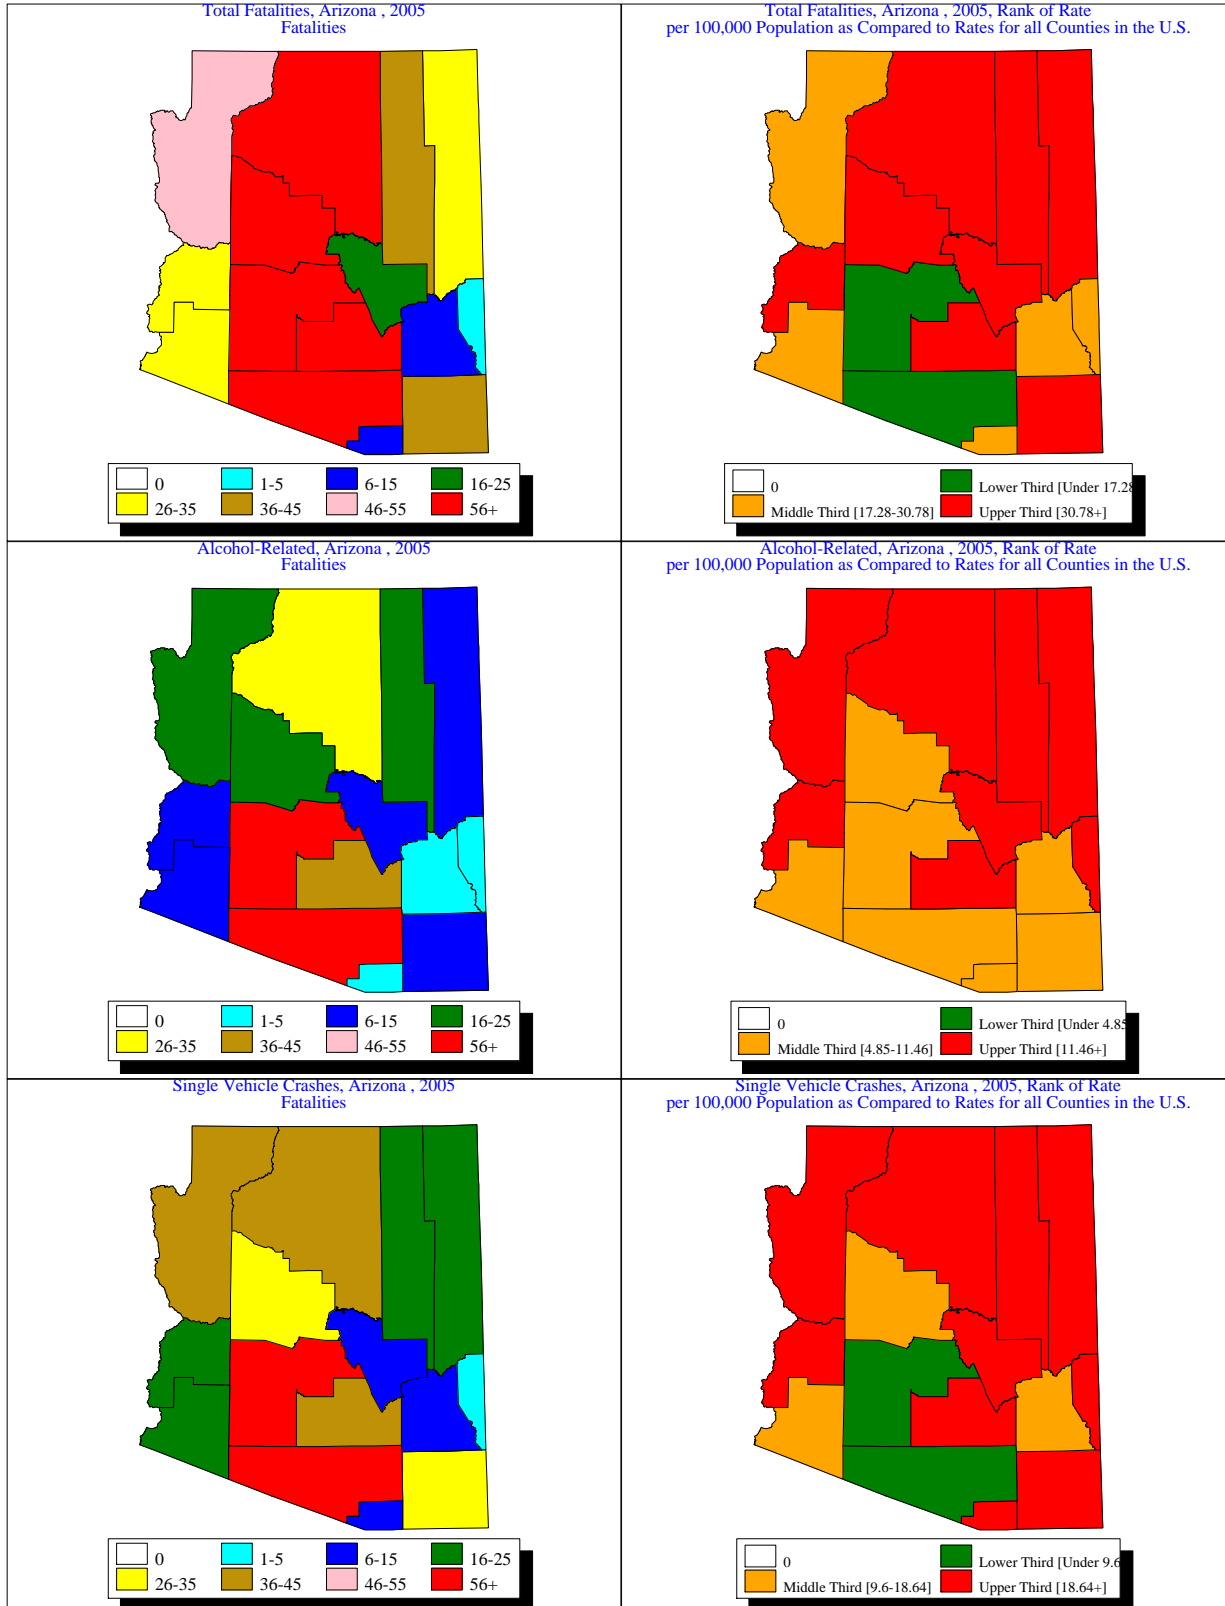 Total Fatalities, Arizona , 2005
Fatalities
0
1-5
6-15
16-25
26-35
36-45
46-55
56+
Total Fatalities, Arizona , 2005, Rank of Rate
per 100,000 Population as Compared to Rates for all Counties in the U.S.
0
Lower Third [Under 17.28
Middle Third [17.28-30.78]
Upper Third [30.78+]
Alcohol-Related, Arizona , 2005
Fatalities
0
1-5
6-15
16-25
26-35
36-45
46-55
56+
Alcohol-Related, Arizona , 2005, Rank of Rate
per 100,000 Population as Compared to Rates for all Counties in the U.S.
0
Lower Third [Under 4.85
Middle Third [4.85-11.46]
Upper Third [11.46+]
Single Vehicle Crashes, Arizona , 2005
Fatalities
0
1-5
6-15
16-25
26-35
36-45
46-55
56+
Single Vehicle Crashes, Arizona , 2005, Rank of Rate
per 100,000 Population as Compared to Rates for all Counties in the U.S.
0
Lower Third [Under 9.6
Middle Third [9.6-18.64]
Upper Third [18.64+]